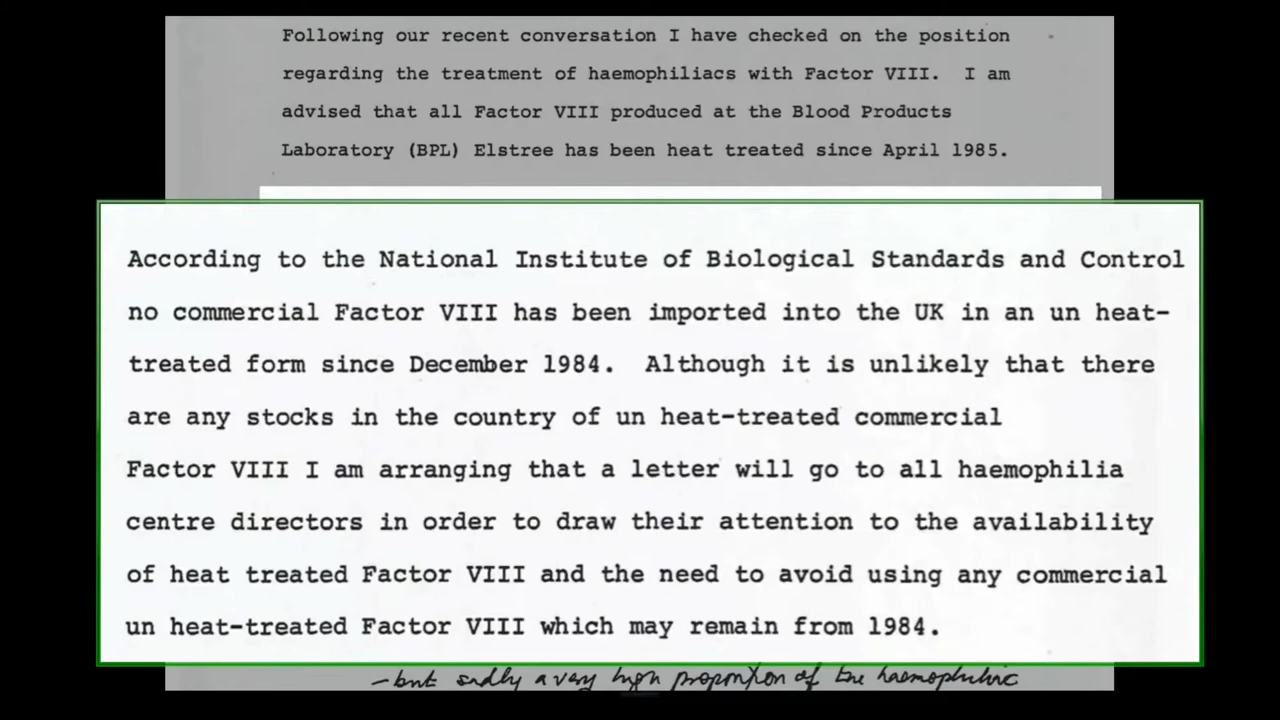 Following our recent conversation I have checked on the position
regarding the treatment of haemophiliacs with Factor VIII.  I am
advised that all Factor VIII produced at the Blood Products
Laboratory (BPL) Elstree has been heat treated since April 1985.
According to the National Institute of Biological Standards and Control
no commercial Factor VIII has been imported into the UK in an un heat-
treated form since December 1984.  Although it is unlikely that there
are any stocks in the country of un heat-treated commercial
Factor VIII I am arranging that a letter will go to all haemophilia
centre directors in order to draw their attention to the availability
of heat treated Factor VIII and the need to avoid using any commercial
un heat-treated Factor VIII which may remain from 1984.
- but sadly a very high proportion of the haemophilic